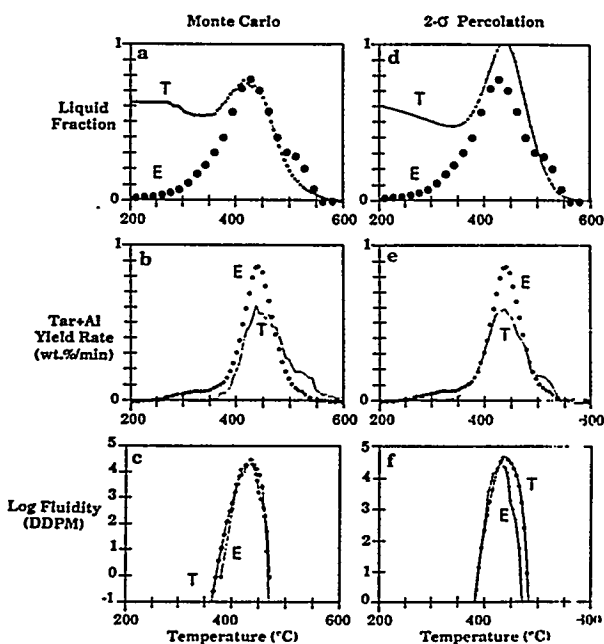 Monte Carlo
2-σ Percolation
1
a
T
Liquid
Fraction
E
0
200
400
600
1
d
T
E
0
200
400
600
1
b
E
T
Tar+Al
Yield Rate
(wt.%/min)
0
200
400
600
1
e
E
T
0
200
400
5
c
4
3
2
1
0
-1
Log Fluidity
(DDPM)
T
E
200
400
600
Temperature (°C)
5
f
4
3
2
1
0
T
E
200
400
Temperature (°C)